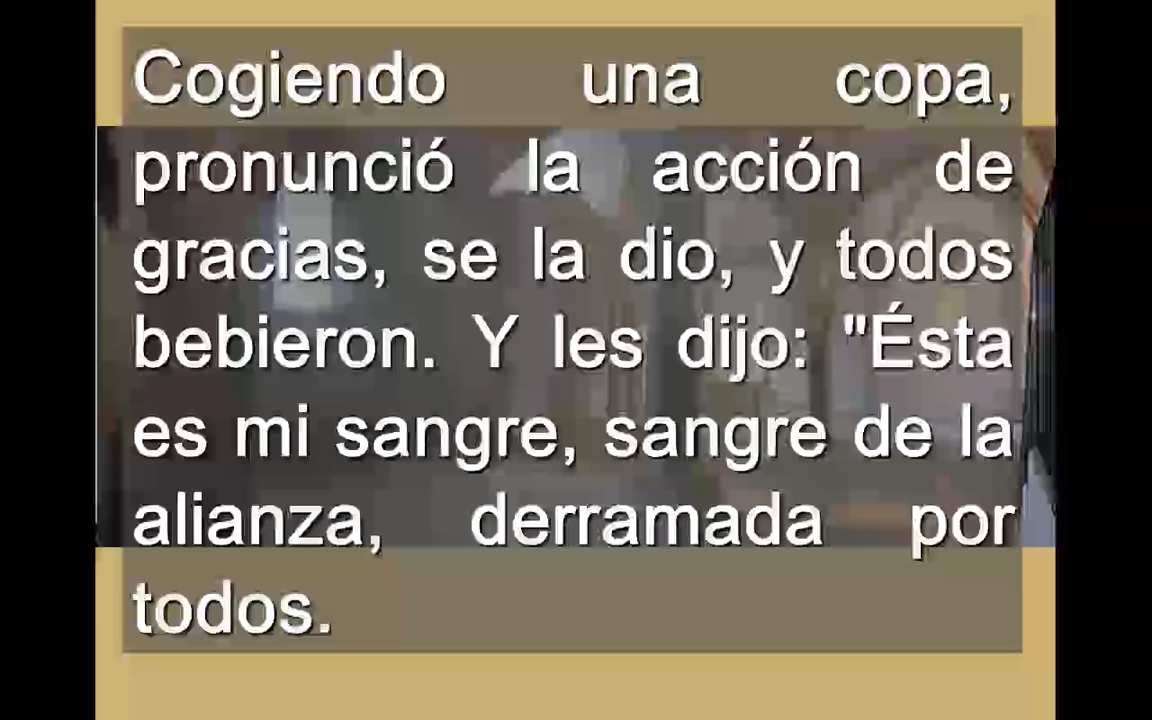 Cogiendo una copa,
pronunció la acción de
gracias, se la dio, y todos
bebieron. Y les dijo: "Ésta
es mi sangre, sangre de la
alianza, derramada por
todos.